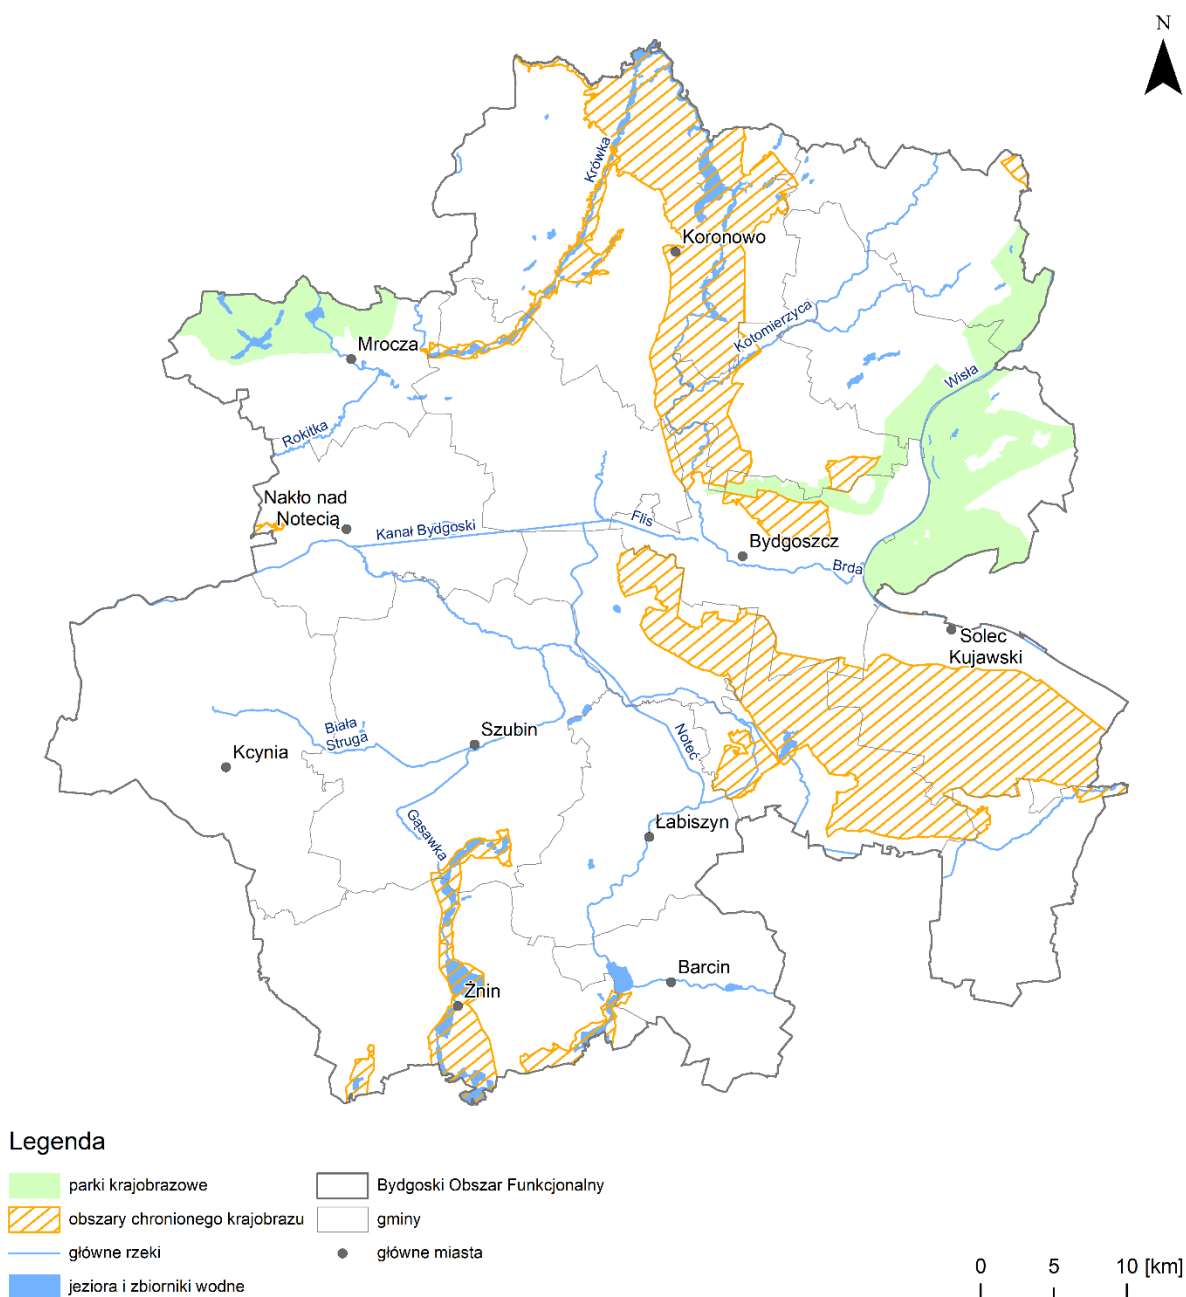 N
Krówka
Koronowo
Kotomierzyca
Mrocza
Wisła
Rokitka
Nakło nad
Notecią
Kanał Bydgoski
Flis
Bydgoszcz
Brda
Solec
Kujawski
Biała
Struga
Szubin
Noteć
Kcynia
Gąsawka
Łabiszyn
Barcin
Żnin
Legenda
parki krajobrazowe
Bydgoski Obszar Funkcjonalny
obszary chronionego krajobrazu
gminy
główne rzeki
główne miasta
jeziora i zbiorniki wodne
0 5 10 [km]